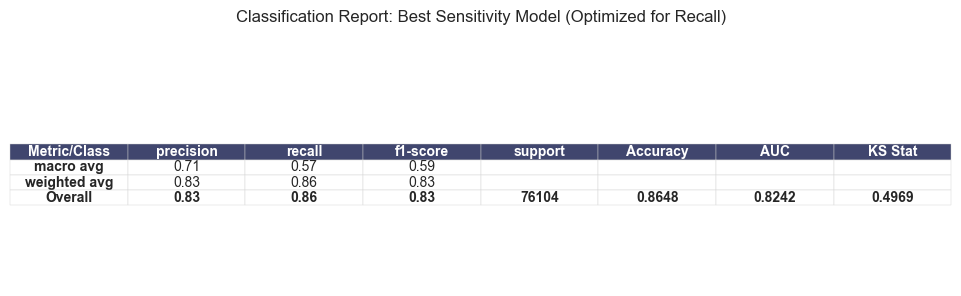 Classification Report: Best Sensitivity Model (Optimized for Recall)
Metric/Class precision recall f1-score support Accuracy AUC KS Stat
macro avg 0.71 0.57 0.59
weighted avg 0.83 0.86 0.83
Overall 0.83 0.86 0.83 76104 0.8648 0.8242 0.4969